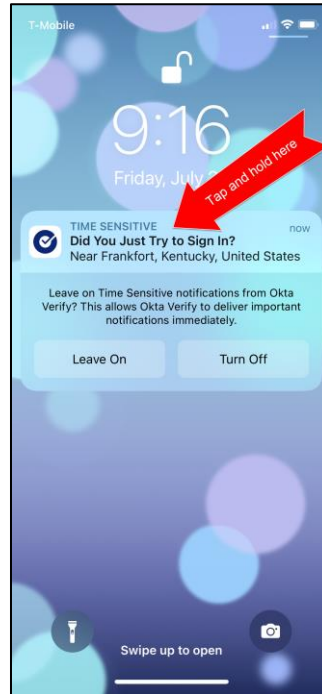 T-Mobile
9:16
Friday, July
Tap and hold here
TIME SENSITIVE
now
Did You Just Try to Sign In?
Near Frankfort, Kentucky, United States
Leave on Time Sensitive notifications from Okta
Verify? This allows Okta Verify to deliver important
notifications immediately.
Leave On
Turn Off
Swipe up to open